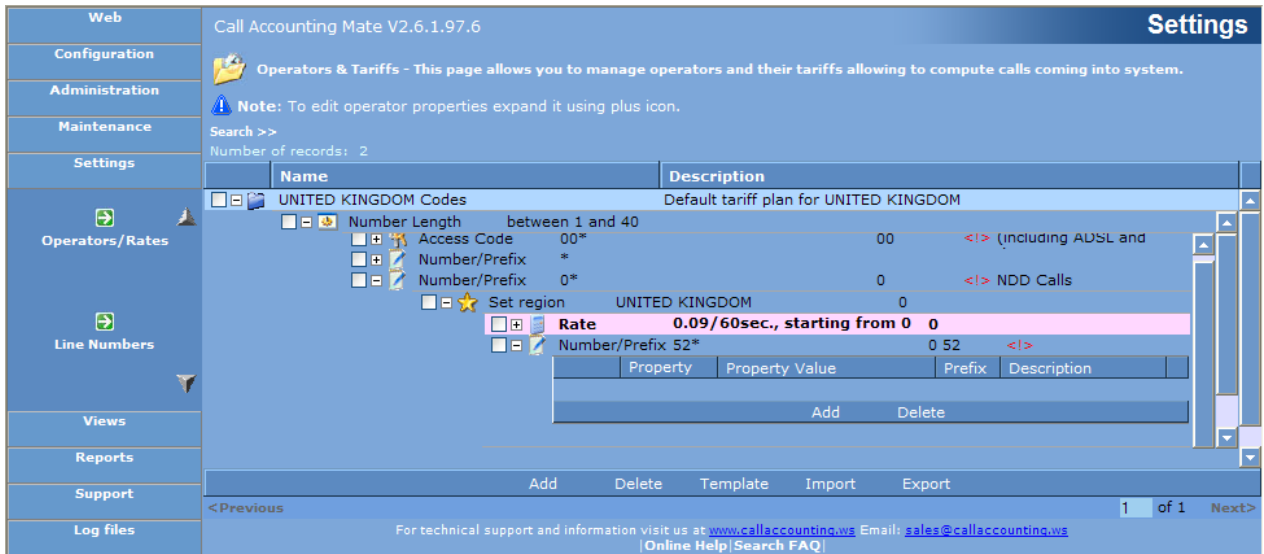 Web
Configuration
Administration
Maintenance
Settings
Operators/Rates
Line Numbers
Views
Reports
Support
Log files
Call Accounting Mate V2.6.1.97.6 Settings
Operators & Tariffs - This page allows you to manage operators and their tariffs allowing to compute calls coming into system.
Note: To edit operator properties expand it using plus icon.
Search >>
Number of records: 2
Name Description
UNITED KINGDOM Codes Default tariff plan for UNITED KINGDOM
Number Length between 1 and 40
Access Code 00* 00 <!> (including ADSL and
Number/Prefix *
Number/Prefix 0* 0 <!> NDD Calls
Set region UNITED KINGDOM 0
Rate 0.09/60sec., starting from 0 0
Number/Prefix 52* 0 52 <!>
Property Property Value Prefix Description
Add Delete
Add Delete Template Import Export
<Previous 1 of 1 Next>
For technical support and information visit us at www.callaccounting.ws Email: sales@callaccounting.ws
|Online Help|Search FAQ|